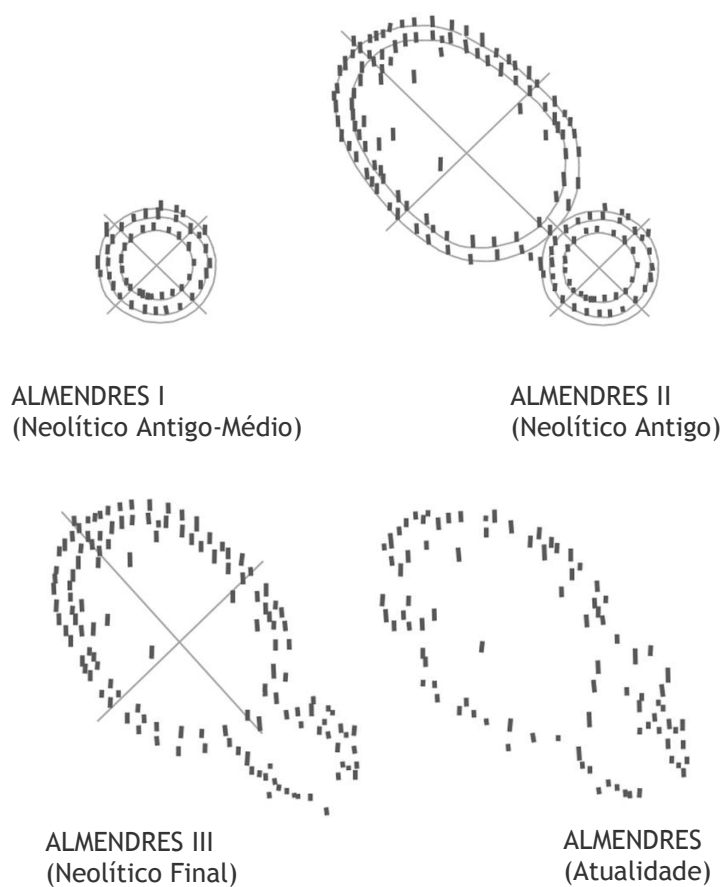 ALMENDRES I
(Neolítico Antigo-Médio)
ALMENDRES II
(Neolítico Antigo)
ALMENDRES III
(Neolítico Final)
ALMENDRES
(Atualidade)